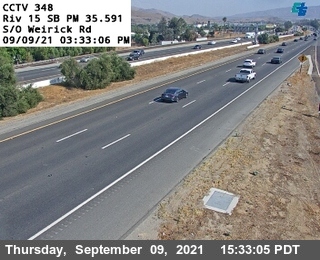 CCTV 348
Riv 15 SB PM 35.591
S/O Weirick Rd
09/09/21 03:33:06 PM
Thursday, September 09, 2021 15:33:05 PDT